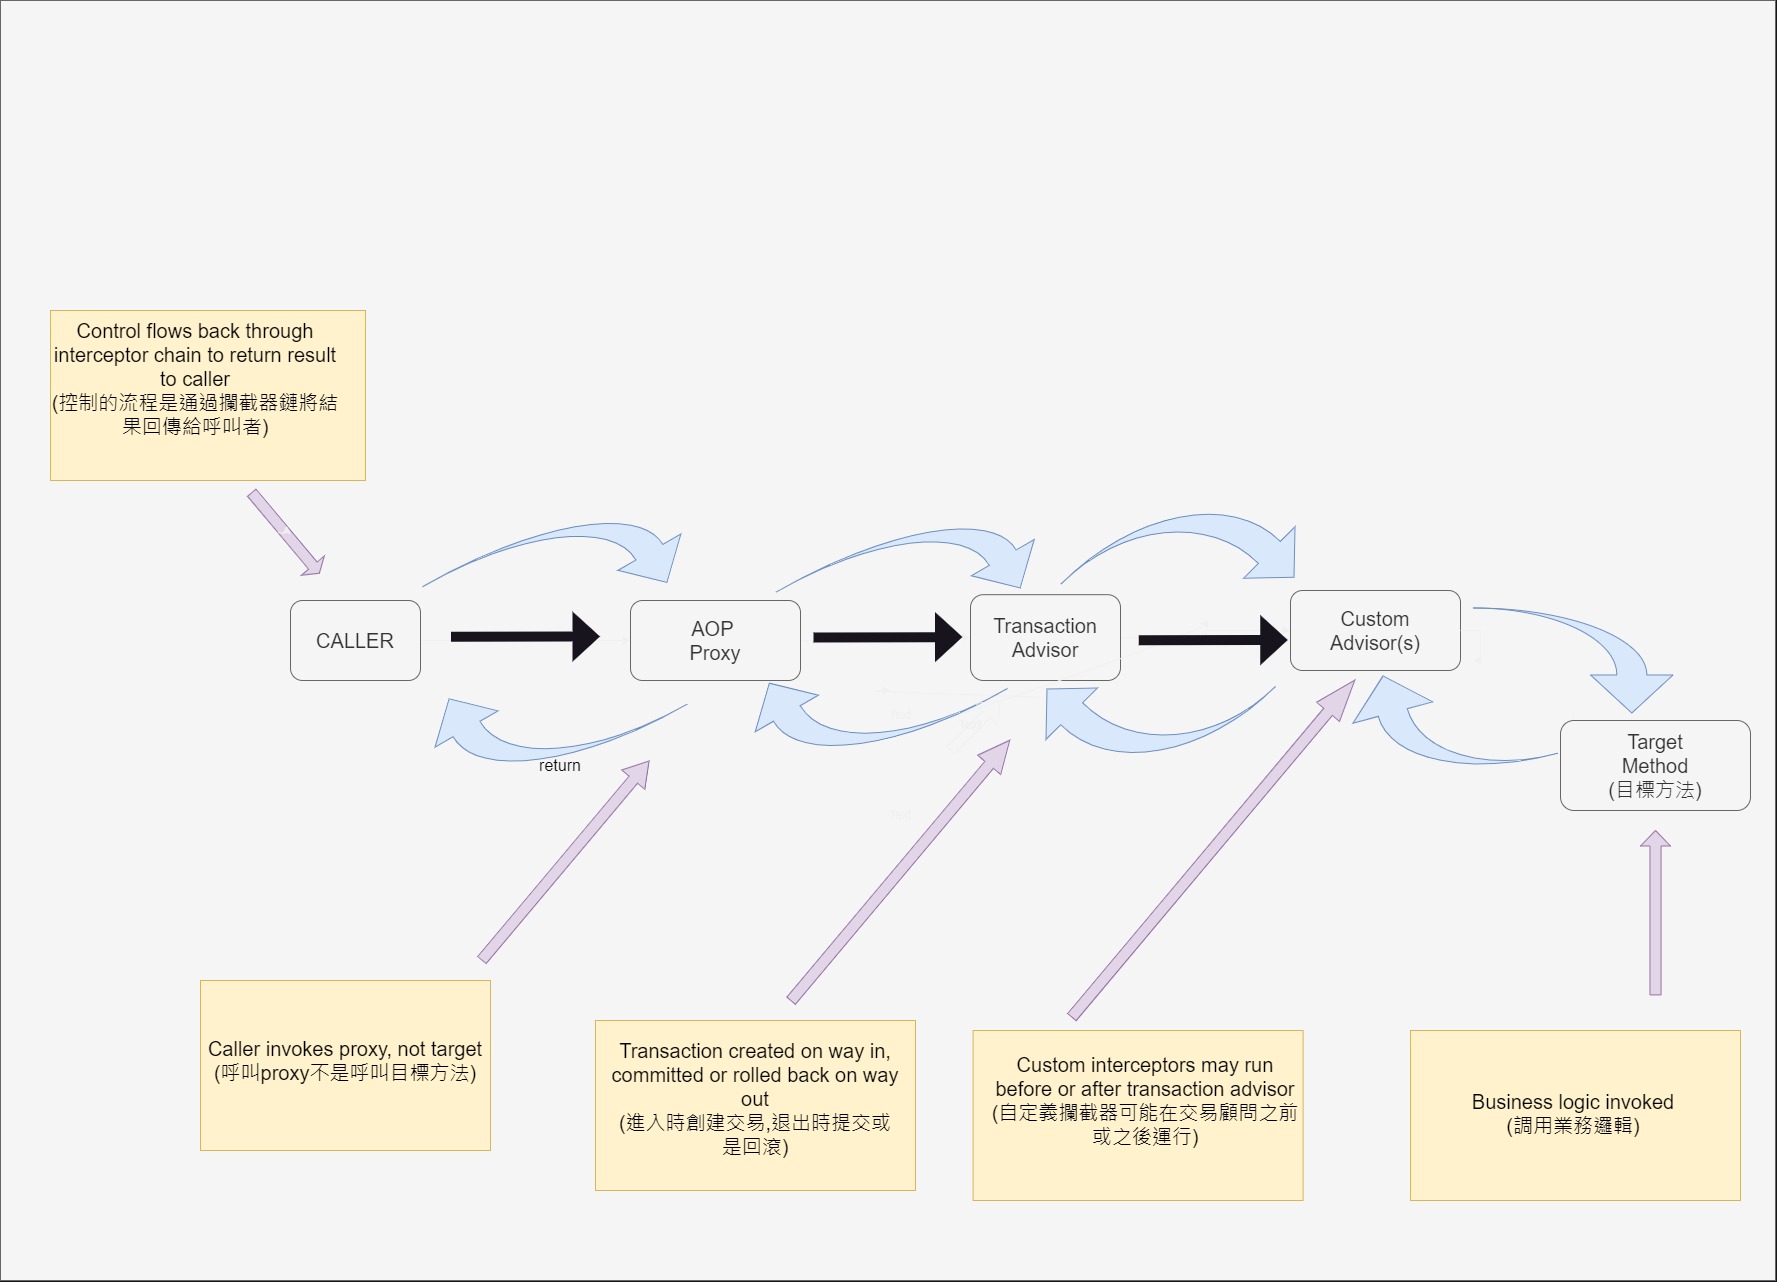 Control flows back through
interceptor chain to return result
to caller
(控制的流程是通過攔截器鏈將結
果回傳給呼叫者)
CALLER
AOP
Proxy
Transaction
Advisor
Custom
Advisor(s)
Target
Method
(目標方法)
return
Caller invokes proxy, not target
(呼叫proxy不是呼叫目標方法)
Transaction created on way in,
committed or rolled back on way
out
(進入時創建交易,退出時提交或
是回滾)
Custom interceptors may run
before or after transaction advisor
(自定義攔截器可能在交易顧問之前
或之後運行)
Business logic invoked
(調用業務邏輯)